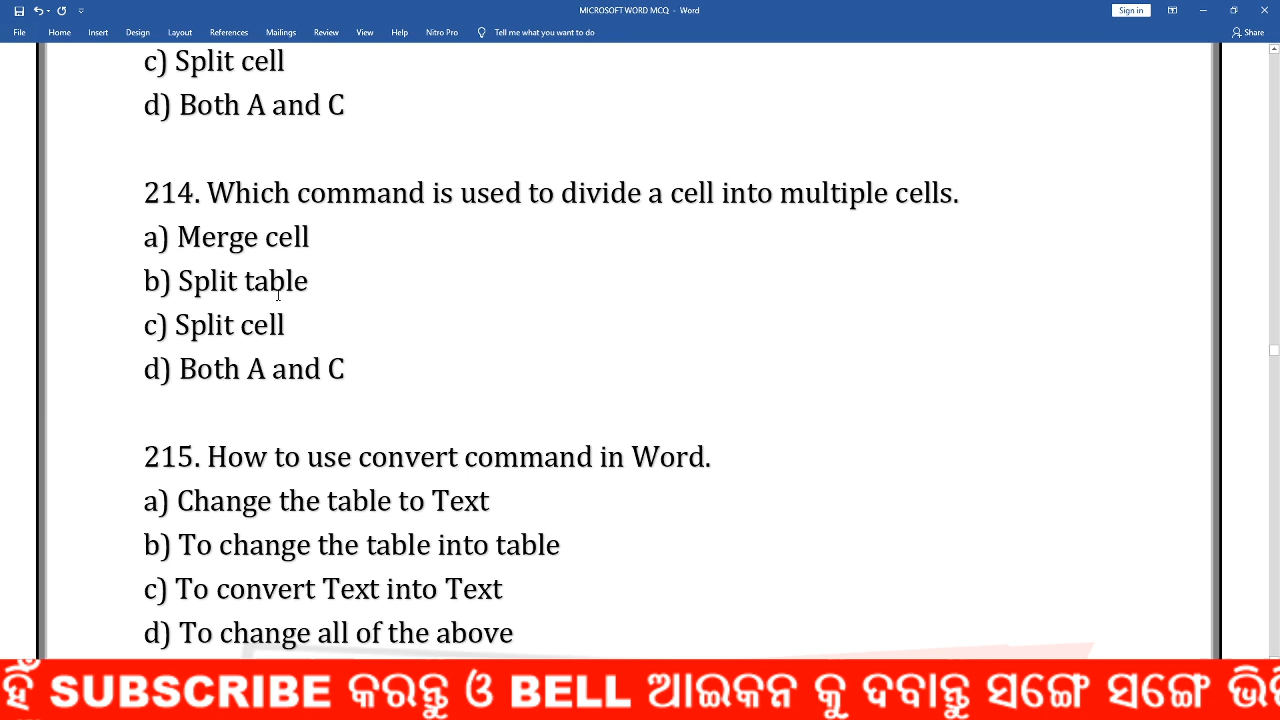 MICROSOFT WORD MCQ - Word
Sign in
File Home Insert Design Layout References Mailings Review View Help Nitro Pro Tell me what you want to do Share
c) Split cell
d) Both A and C
214. Which command is used to divide a cell into multiple cells.
a) Merge cell
b) Split table
c) Split cell
d) Both A and C
215. How to use convert command in Word.
a) Change the table to Text
b) To change the table into table
c) To convert Text into Text
d) To change all of the above
ହିଁ SUBSCRIBE କରନ୍ତୁ ଓ BELL ଆଇକନ କୁ ଦବାନ୍ତୁ ସଙ୍ଗେ ସଙ୍ଗେ